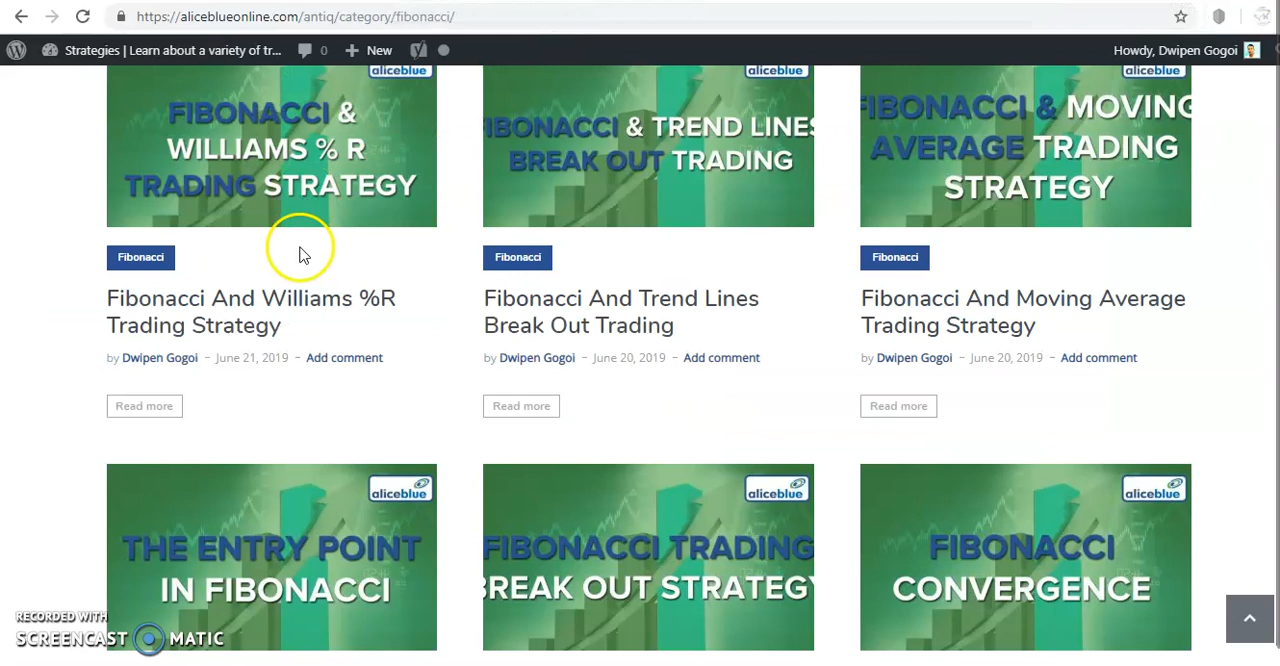 https://aliceblueonline.com/antiq/category/fibonacci/
Strategies | Learn about a variety of tr... 0 New Howdy, Dwipen Gogoi
aliceblue aliceblue aliceblue
FIBONACCI &
WILLIAMS % R
TRADING STRATEGY
FIBONACCI & TREND LINES
BREAK OUT TRADING
FIBONACCI & MOVING
AVERAGE TRADING
STRATEGY
Fibonacci Fibonacci Fibonacci
Fibonacci And Williams %R
Trading Strategy
by Dwipen Gogoi - June 21, 2019 - Add comment
Read more
Fibonacci And Trend Lines
Break Out Trading
by Dwipen Gogoi - June 20, 2019 - Add comment
Read more
Fibonacci And Moving Average
Trading Strategy
by Dwipen Gogoi - June 20, 2019 - Add comment
Read more
aliceblue
THE ENTRY POINT
IN FIBONACCI
aliceblue
FIBONACCI TRADING
BREAK OUT STRATEGY
aliceblue
FIBONACCI
CONVERGENCE
RECORDED WITH
SCREENCAST MATIC